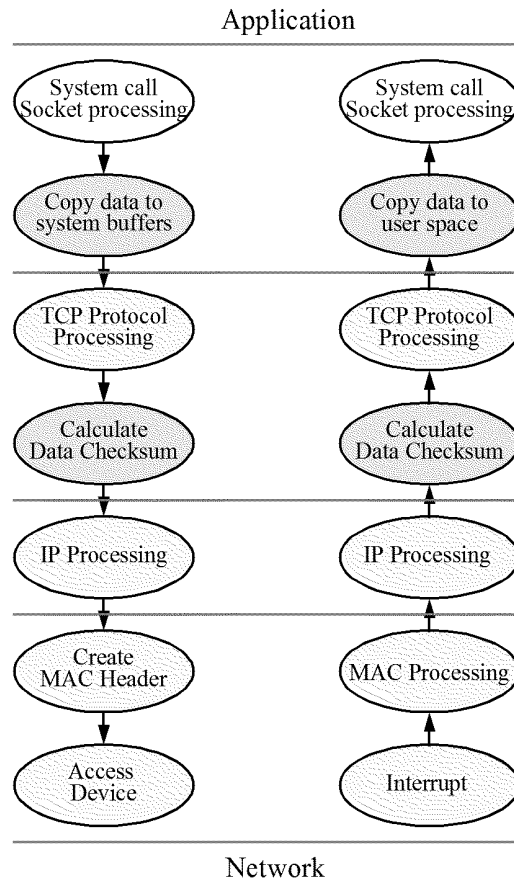 Application
System call
Socket processing
Copy data to
system buffers
TCP Protocol
Processing
Calculate
Data Checksum
IP Processing
Create
MAC Header
Access
Device
System call
Socket processing
Copy data to
user space
TCP Protocol
Processing
Calculate
Data Checksum
IP Processing
MAC Processing
Interrupt
Network